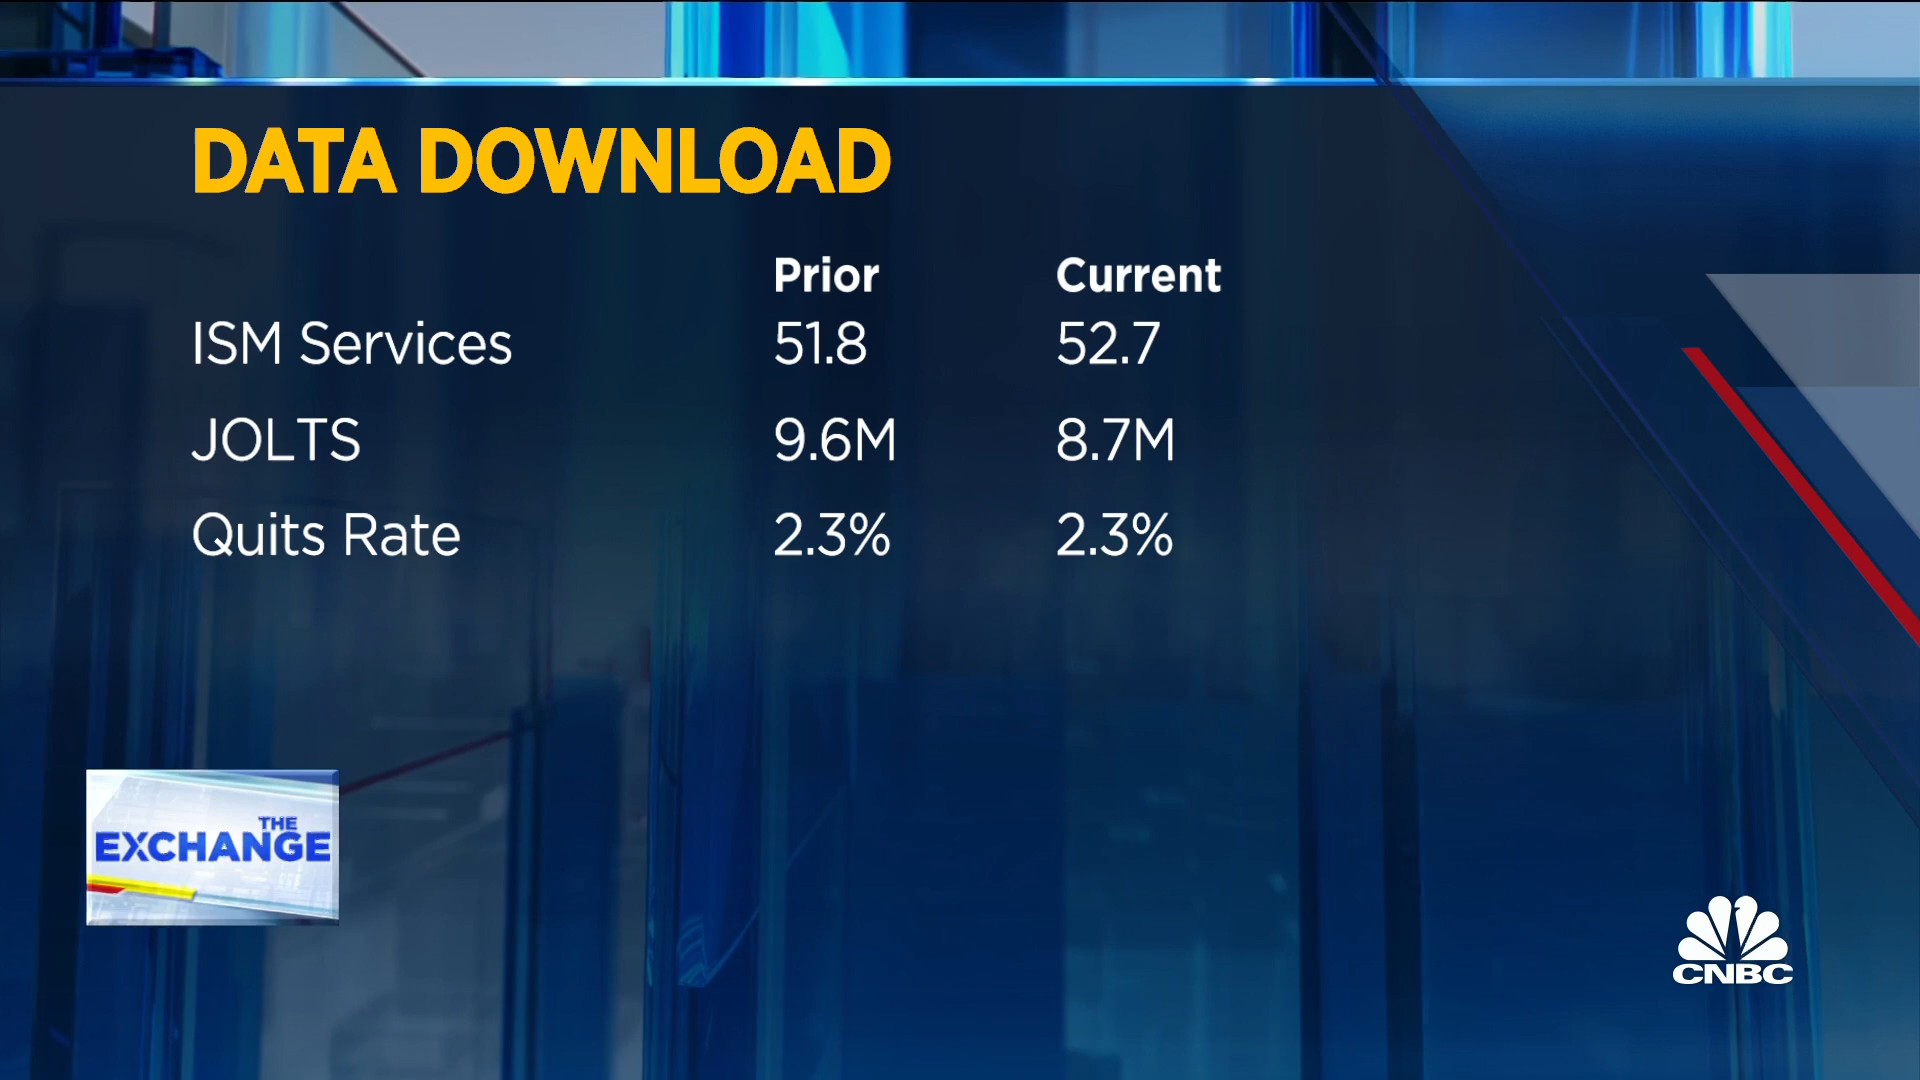 DATA DOWNLOAD
Prior Current
ISM Services 51.8 52.7
JOLTS 9.6M 8.7M
Quits Rate 2.3% 2.3%
THE
EXCHANGE
CNBC